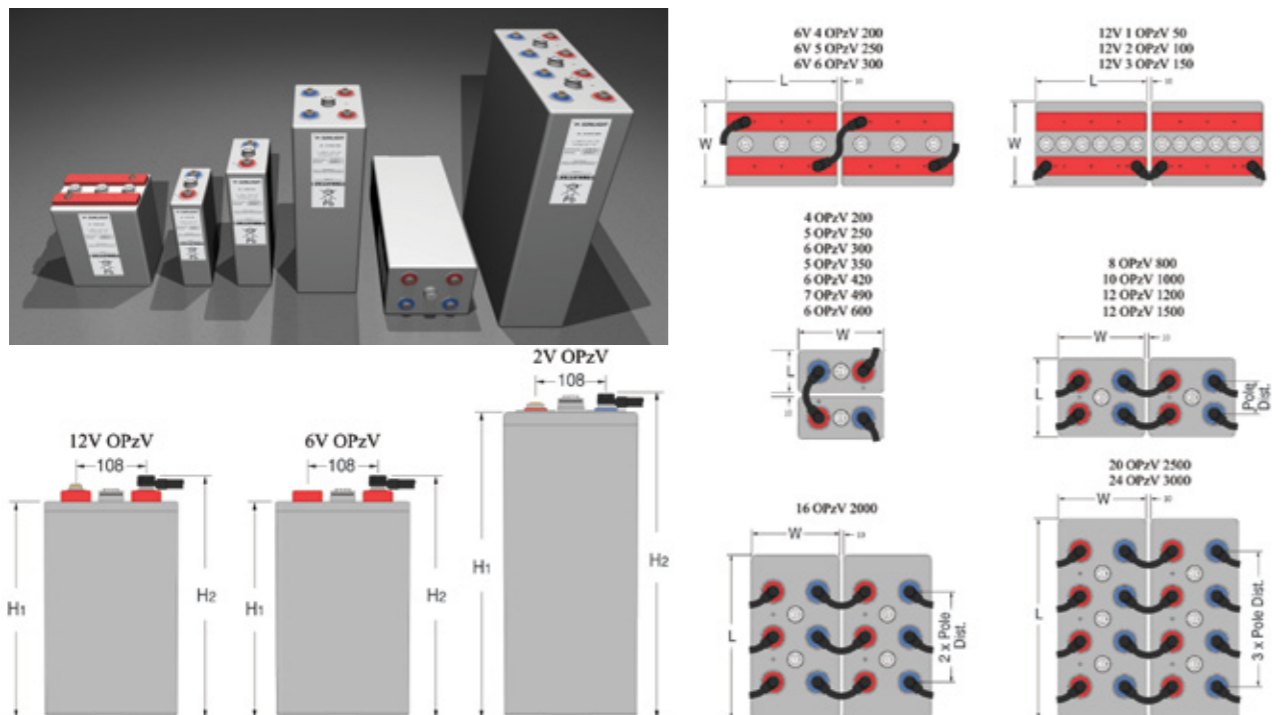 6V 4 OPzV 200
6V 5 OPzV 250
6V 6 OPzV 300
L
10
W
12V 1 OPzV 50
12V 2 OPzV 100
12V 3 OPzV 150
L
10
W
4 OPzV 200
5 OPzV 250
6 OPzV 300
5 OPzV 350
6 OPzV 420
7 OPzV 490
6 OPzV 600
W
8 OPzV 800
10 OPzV 1000
12 OPzV 1200
12 OPzV 1500
W
10
L
Pole
Dist.
12V OPzV
108
H1
H2
6V OPzV
108
H1
H2
2V OPzV
108
H1
H2
16 OPzV 2000
W
10
L
2 x Pole
Dist.
20 OPzV 2500
24 OPzV 3000
W
10
L
3 x Pole Dist.